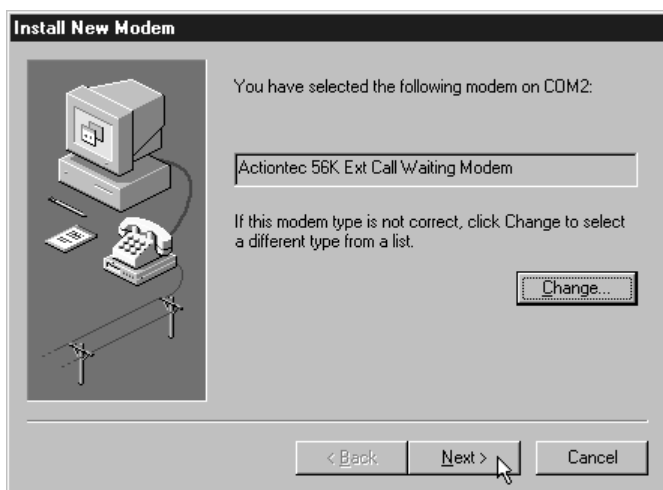 Install New Modem
You have selected the following modem on COM2:
Actiontec 56K Ext Call Waiting Modem
If this modem type is not correct, click Change to select
a different type from a list.
Change...
< Back
Next >
Cancel